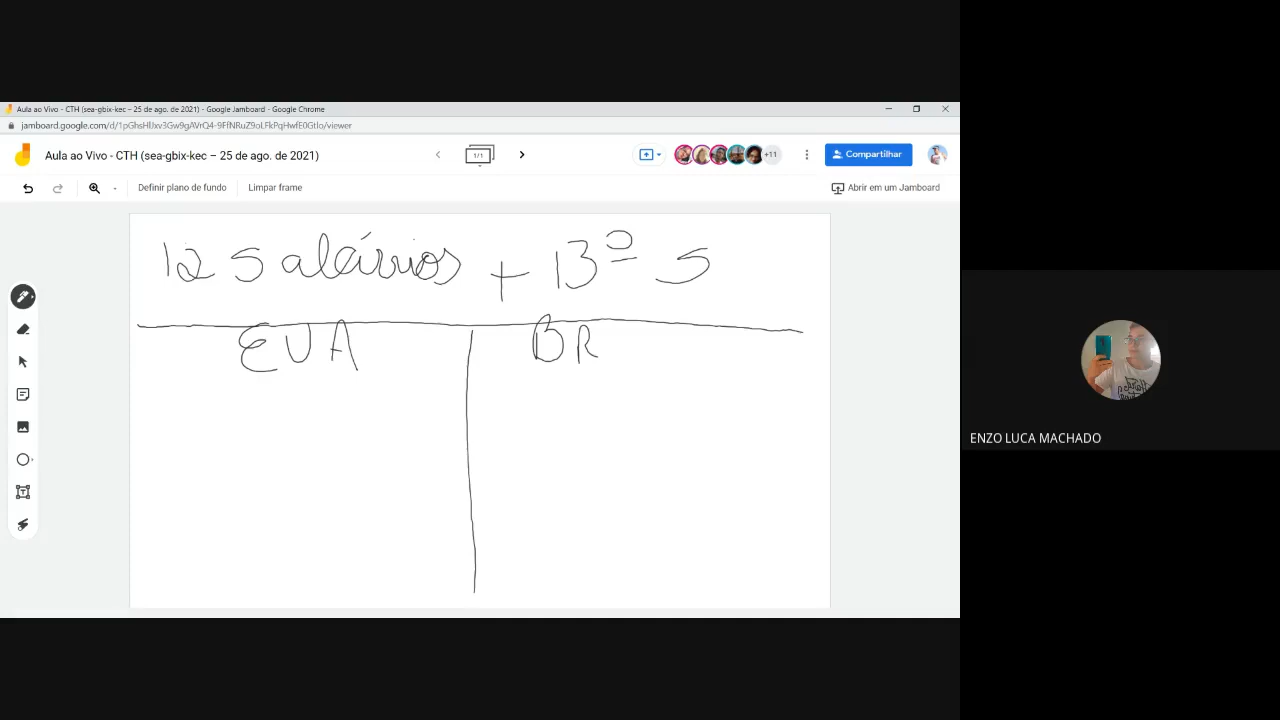 Aula ao Vivo - CTH (sea-gbix-kec – 25 de ago. de 2021) - Google Jamboard - Google Chrome
jamboard.google.com/d/1pGhsHlJxv3Gw9gAVrQ4-9FfNRuZ9oLFkPqHwfE0GtIo/viewer
Aula ao Vivo - CTH (sea-gbix-kec – 25 de ago. de 2021)
1/1
+11
Compartilhar
Definir plano de fundo
Limpar frame
Abrir em um Jamboard
12 salários + 13º s
EUA
BR
ENZO LUCA MACHADO